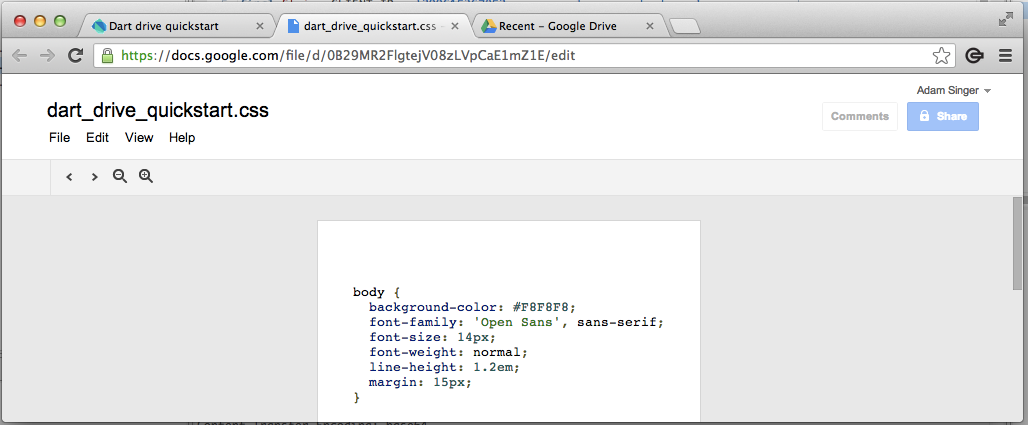 Dart drive quickstart
dart_drive_quickstart.css -
Recent - Google Drive
https://docs.google.com/file/d/0B29MR2FlgtejV08zLVpCaE1mZ1E/edit
Adam Singer
dart_drive_quickstart.css
Comments
Share
File Edit View Help
body {
background-color: #F8F8F8;
font-family: 'Open Sans', sans-serif;
font-size: 14px;
font-weight: normal;
line-height: 1.2em;
margin: 15px;
}